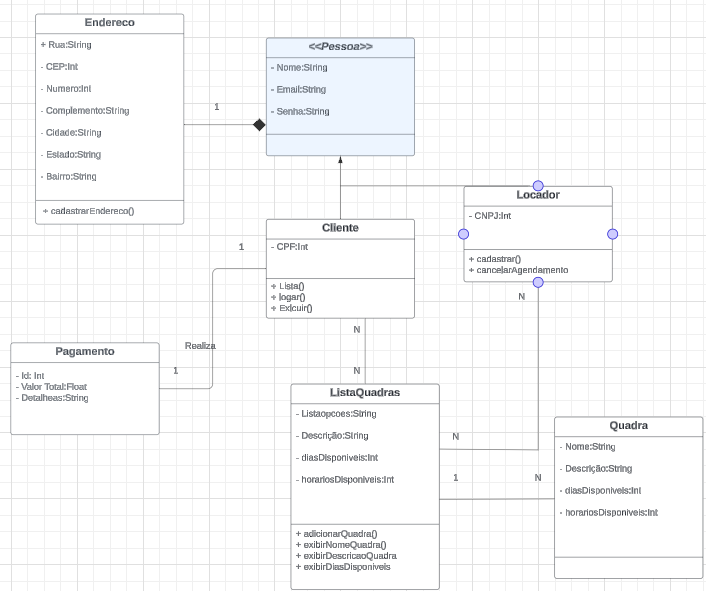 Endereco
+ Rua:String
- CEP:Int
- Numero:Int
- Complemento:String
- Cidade:String
- Estado:String
- Bairro:String
+ cadastrarEndereco()
1
<<Pessoa>>
- Nome:String
- Email:String
- Senha:String
Locador
- CNPJ:Int
+ cadastrar()
+ cancelarAgendamento
N
Cliente
- CPF:Int
+ Lista()
+ logar()
+ Exlcuir()
1
Realiza
1
N
N
Pagamento
- Id: Int
- Valor Total:Float
- Detalheas:String
ListaQuadras
- Listaopcoes:String
- Descrição:String
- diasDisponiveis:Int
- horariosDisponiveis:Int
+ adicionarQuadra()
+ exibirNomeQuadra()
+ exibirDescricaoQuadra
+ exibirDiasDisponiveis
N
1
N
Quadra
- Nome:String
- Descrição:String
- diasDisponiveis:Int
- horariosDisponiveis:Int